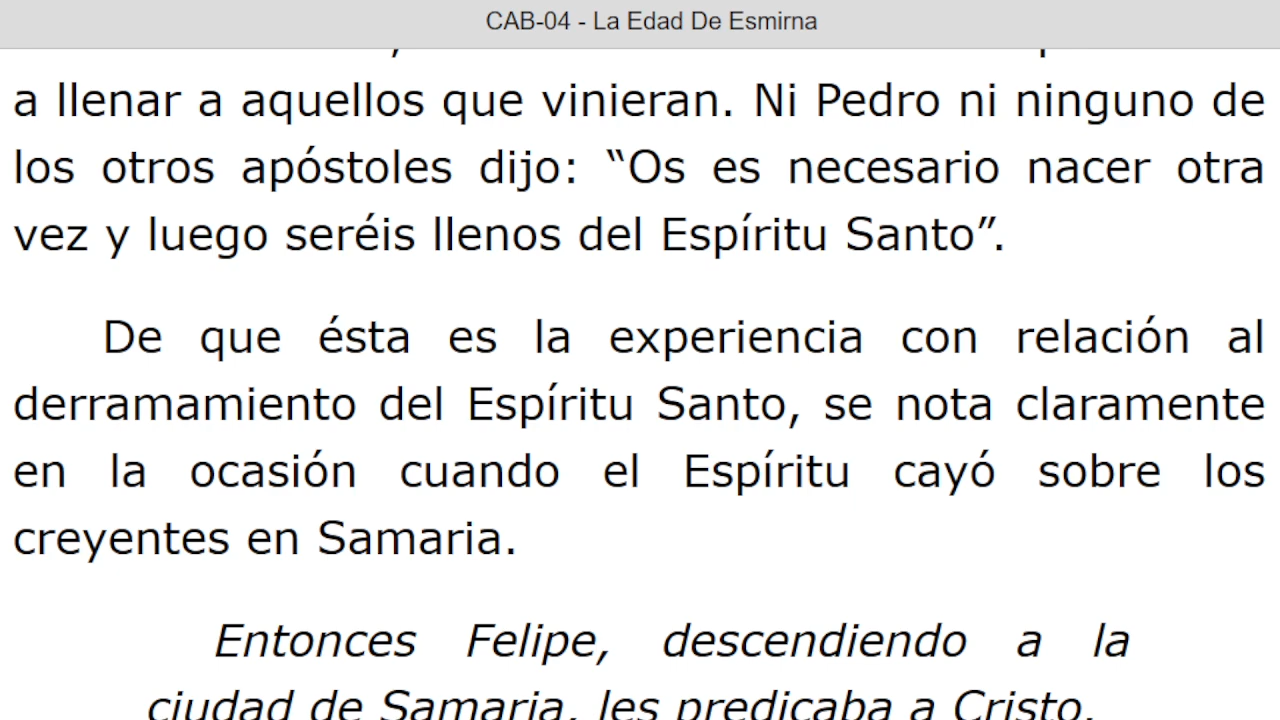 CAB-04 - La Edad De Esmirna
a llenar a aquellos que vinieran. Ni Pedro ni ninguno de
los otros apóstoles dijo: “Os es necesario nacer otra
vez y luego seréis llenos del Espíritu Santo”.
De que ésta es la experiencia con relación al
derramamiento del Espíritu Santo, se nota claramente
en la ocasión cuando el Espíritu cayó sobre los
creyentes en Samaria.
Entonces Felipe, descendiendo a la
ciudad de Samaria, les predicaba a Cristo.